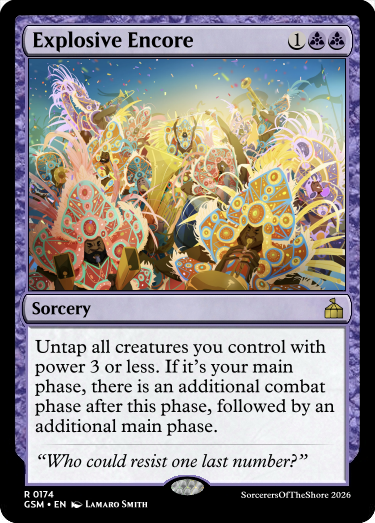 Explosive Encore 1
Sorcery
Untap all creatures you control with
power 3 or less. If it's your main
phase, there is an additional combat
phase after this phase, followed by an
additional main phase.
“Who could resist one last number?”
R 0174
GSM • EN Lamaro Smith
SorcerersOfTheShore 2026